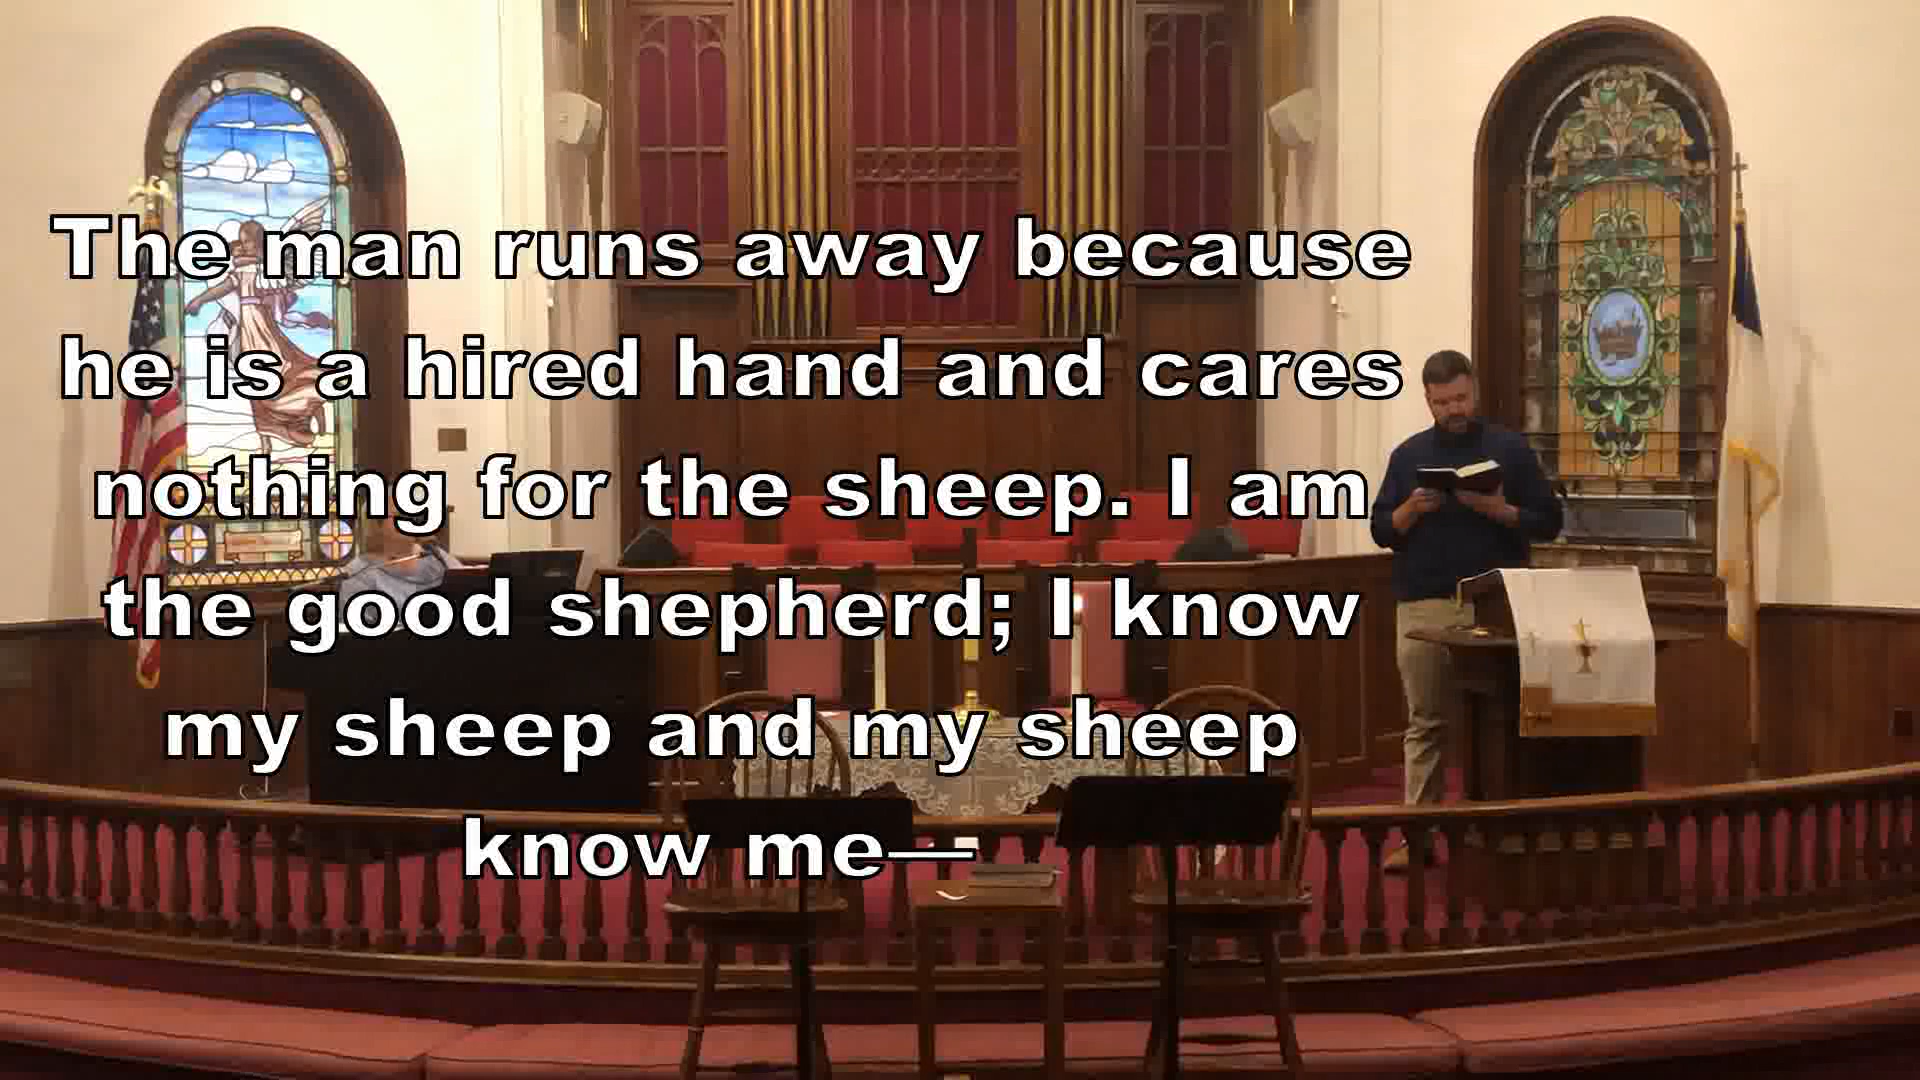 The man runs away because
he is a hired hand and cares
nothing for the sheep. I am
the good shepherd; I know
my sheep and my sheep
know me—